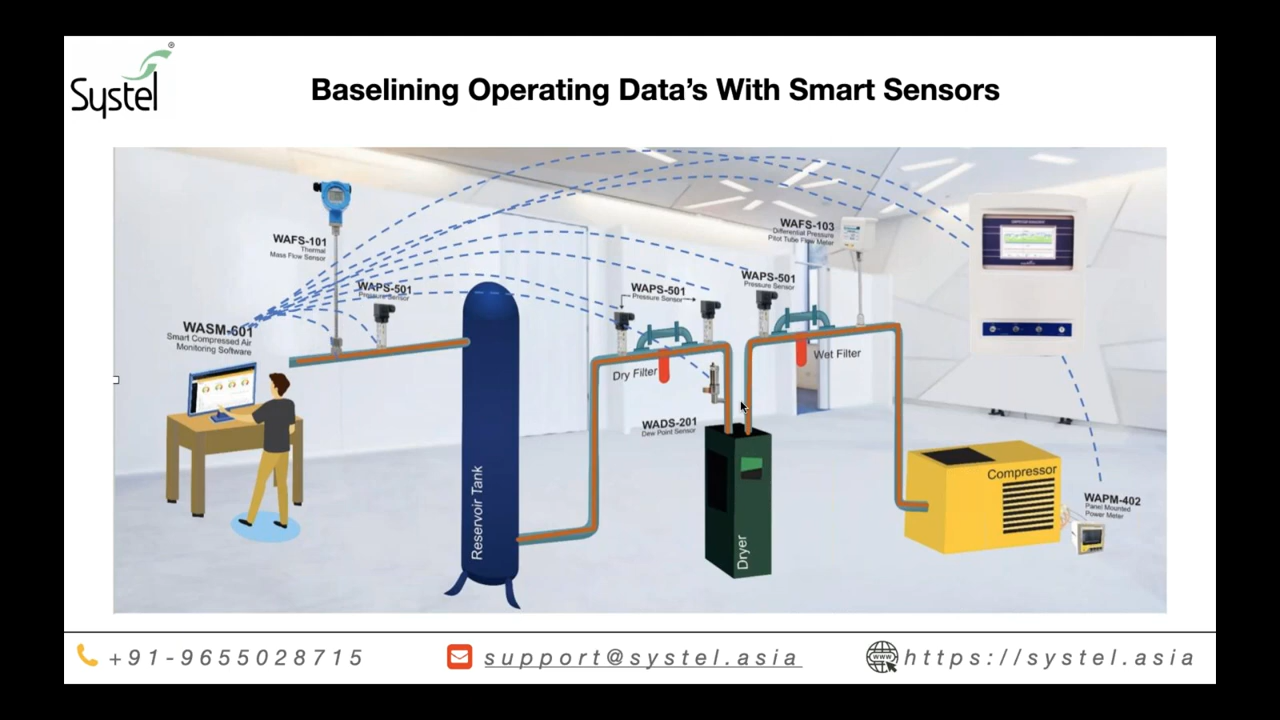 Systel®
Baselining Operating Data's With Smart Sensors
WAFS-101
Thermal
Mass Flow Sensor
WAPS-501
Pressure Sensor
WASM-601
Smart Compressed Air
Monitoring Software
Reservoir Tank
WAPS-501
Pressure Sensor
Dry Filter
WADS-201
Dew Point Sensor
Dryer
WAPS-501
Pressure Sensor
WAFS-103
Differential Pressure
Pitot Tube Flow Meter
Wet Filter
Compressor
WAPM-402
Panel Mounted
Power Meter
+91-9655028715
support@systel.asia
www
https://systel.asia